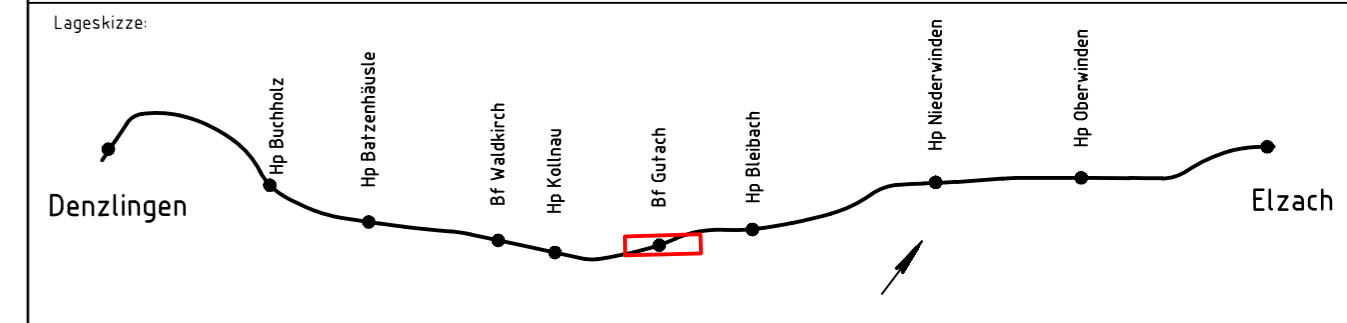 Lageskizze:
Denzlingen
Hp Buchholz
Hp Batzenhäusle
Bf Waldkirch
Hp Kollnau
Bf Gutach
Hp Bleibach
Hp Niederwinden
Hp Oberwinden
Elzach